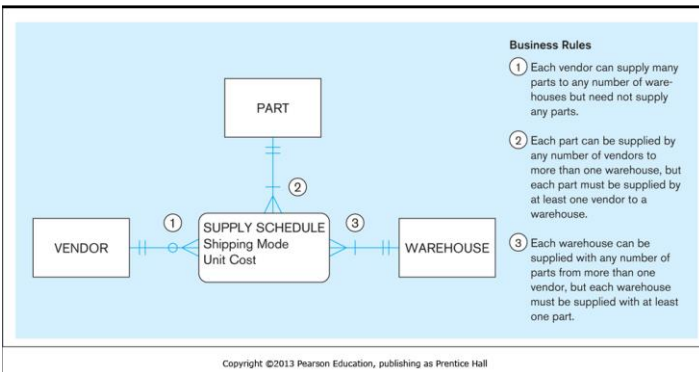 Business Rules
1 Each vendor can supply many
parts to any number of ware-
houses but need not supply
any parts.
2 Each part can be supplied by
any number of vendors to
more than one warehouse, but
each part must be supplied by
at least one vendor to a
warehouse.
3 Each warehouse can be
supplied with any number of
parts from more than one
vendor, but each warehouse
must be supplied with at least
one part.
PART
2
1
3
VENDOR
SUPPLY SCHEDULE
Shipping Mode
Unit Cost
WAREHOUSE
Copyright ©2013 Pearson Education, publishing as Prentice Hall